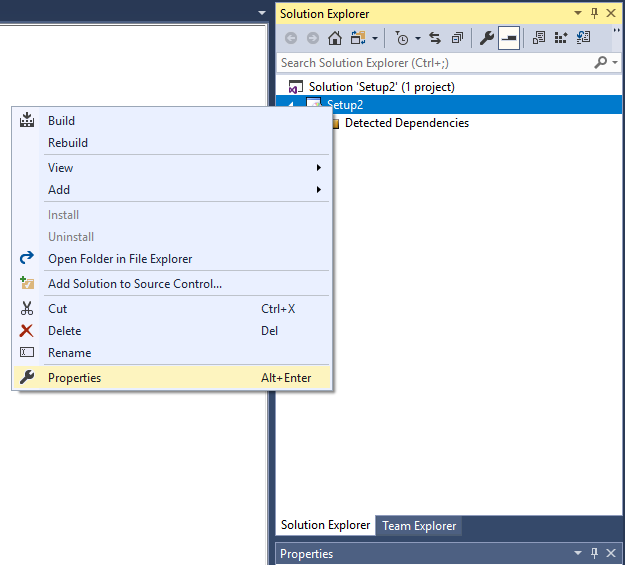 Solution Explorer
Search Solution Explorer (Ctrl+;)
Solution 'Setup2' (1 project)
Setup2
Detected Dependencies
Build
Rebuild
View
Add
Install
Uninstall
Open Folder in File Explorer
Add Solution to Source Control...
Cut Ctrl+X
Delete Del
Rename
Properties Alt+Enter
Solution Explorer Team Explorer
Properties